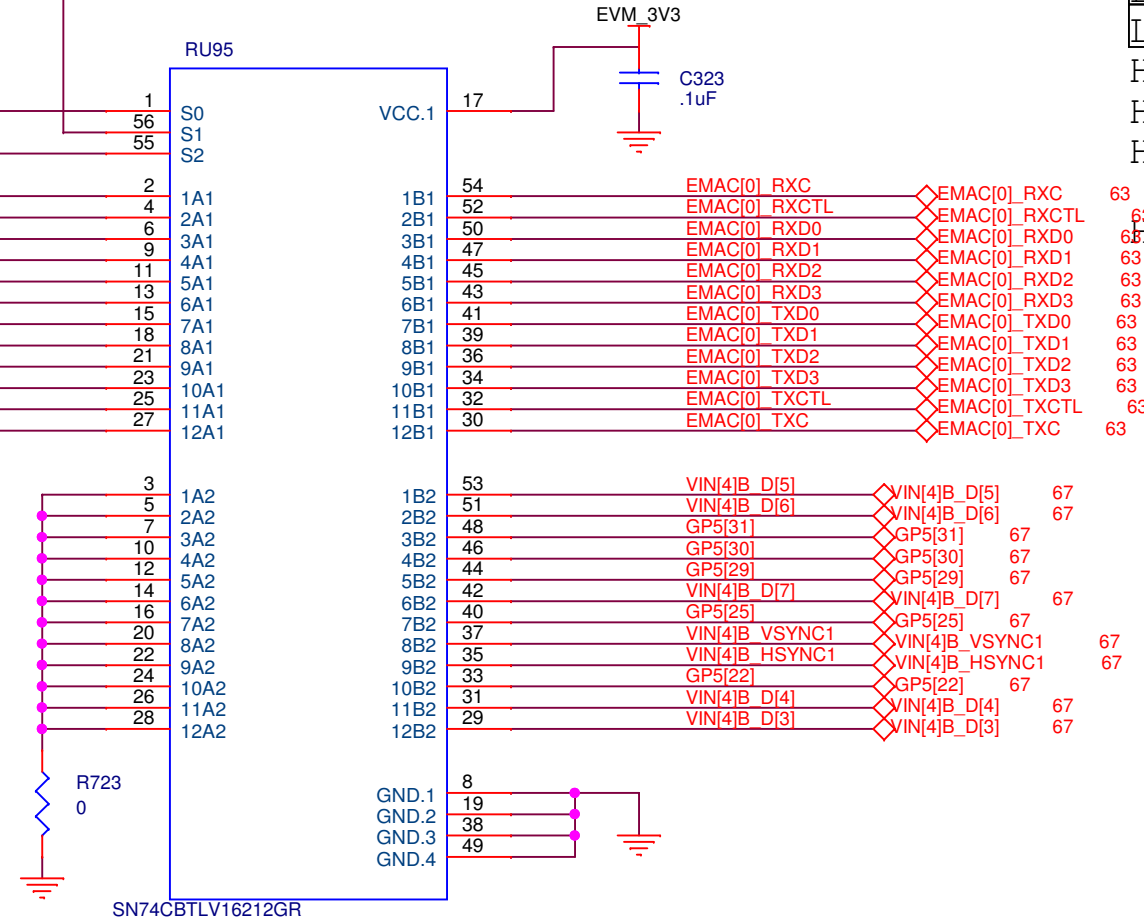 EVM_3V3
RU95
C323
.1uF
1 S0 VCC.1 17
56 S1
55 S2
2 1A1 1B1 54 EMAC[0]_RXC EMAC[0]_RXC 63
4 2A1 2B1 52 EMAC[0]_RXCTL EMAC[0]_RXCTL
6 3A1 3B1 50 EMAC[0]_RXD0 EMAC[0]_RXD0
9 4A1 4B1 47 EMAC[0]_RXD1 EMAC[0]_RXD1 63
11 5A1 5B1 45 EMAC[0]_RXD2 EMAC[0]_RXD2 63
13 6A1 6B1 43 EMAC[0]_RXD3 EMAC[0]_RXD3 63
15 7A1 7B1 41 EMAC[0]_TXD0 EMAC[0]_TXD0 63
18 8A1 8B1 39 EMAC[0]_TXD1 EMAC[0]_TXD1 63
21 9A1 9B1 36 EMAC[0]_TXD2 EMAC[0]_TXD2 63
23 10A1 10B1 34 EMAC[0]_TXD3 EMAC[0]_TXD3 63
25 11A1 11B1 32 EMAC[0]_TXCTL EMAC[0]_TXCTL 63
27 12A1 12B1 30 EMAC[0]_TXC EMAC[0]_TXC 63
3 1A2 1B2 53 VIN[4]B_D[5] VIN[4]B_D[5] 67
5 2A2 2B2 51 VIN[4]B_D[6] VIN[4]B_D[6] 67
7 3A2 3B2 48 GP5[31] GP5[31] 67
10 4A2 4B2 46 GP5[30] GP5[30] 67
12 5A2 5B2 44 GP5[29] GP5[29] 67
14 6A2 6B2 42 VIN[4]B_D[7] VIN[4]B_D[7] 67
16 7A2 7B2 40 GP5[25] GP5[25] 67
20 8A2 8B2 37 VIN[4]B_VSYNC1 VIN[4]B_VSYNC1 67
22 9A2 9B2 35 VIN[4]B_HSYNC1 VIN[4]B_HSYNC1 67
24 10A2 10B2 33 GP5[22] GP5[22] 67
26 11A2 11B2 31 VIN[4]B_D[4] VIN[4]B_D[4] 67
28 12A2 12B2 29 VIN[4]B_D[3] VIN[4]B_D[3] 67
R723
0
GND.1 8
GND.2 19
GND.3 38
GND.4 49
SN74CBTLV16212GR